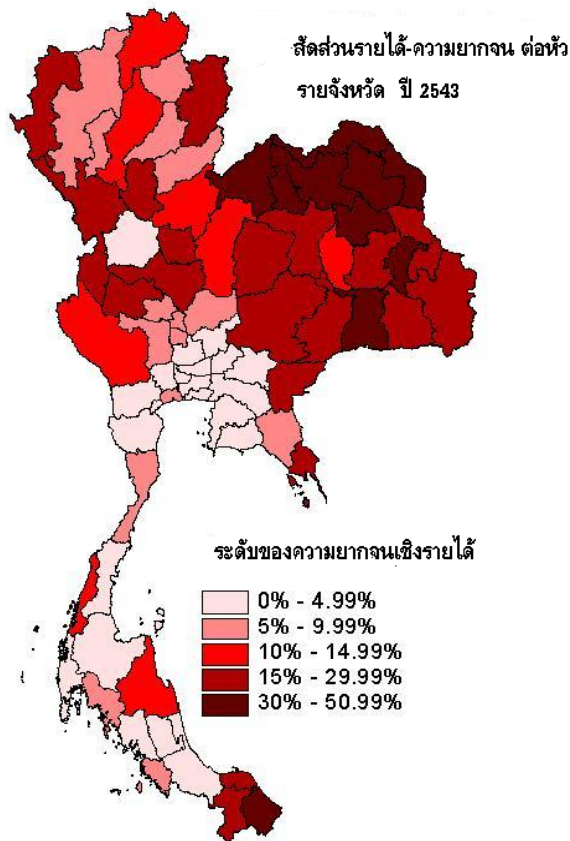 สัดส่วนรายได้-ความยากจน ต่อหัว
รายจังหวัด ปี 2543
ระดับของความยากจนเชิงรายได้
0% - 4.99%
5% - 9.99%
10% - 14.99%
15% - 29.99%
30% - 50.99%